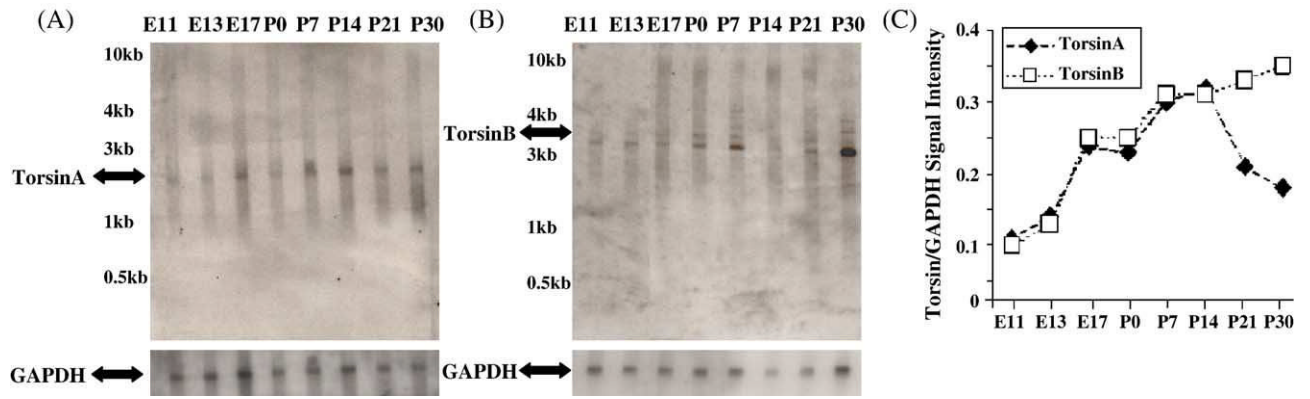 (A)
E11 E13 E17 P0 P7 P14 P21 P30
10kb
4kb
3kb
TorsinA
1kb
0.5kb
GAPDH
(B)
E11 E13 E17 P0 P7 P14 P21 P30
10kb
4kb
TorsinB
3kb
1kb
0.5kb
GAPDH
(C)
Torsin/GAPDH Signal Intensity
0.4
0.3
0.2
0.1
0
TorsinA
TorsinB
E11 E13 E17 P0 P7 P14 P21 P30